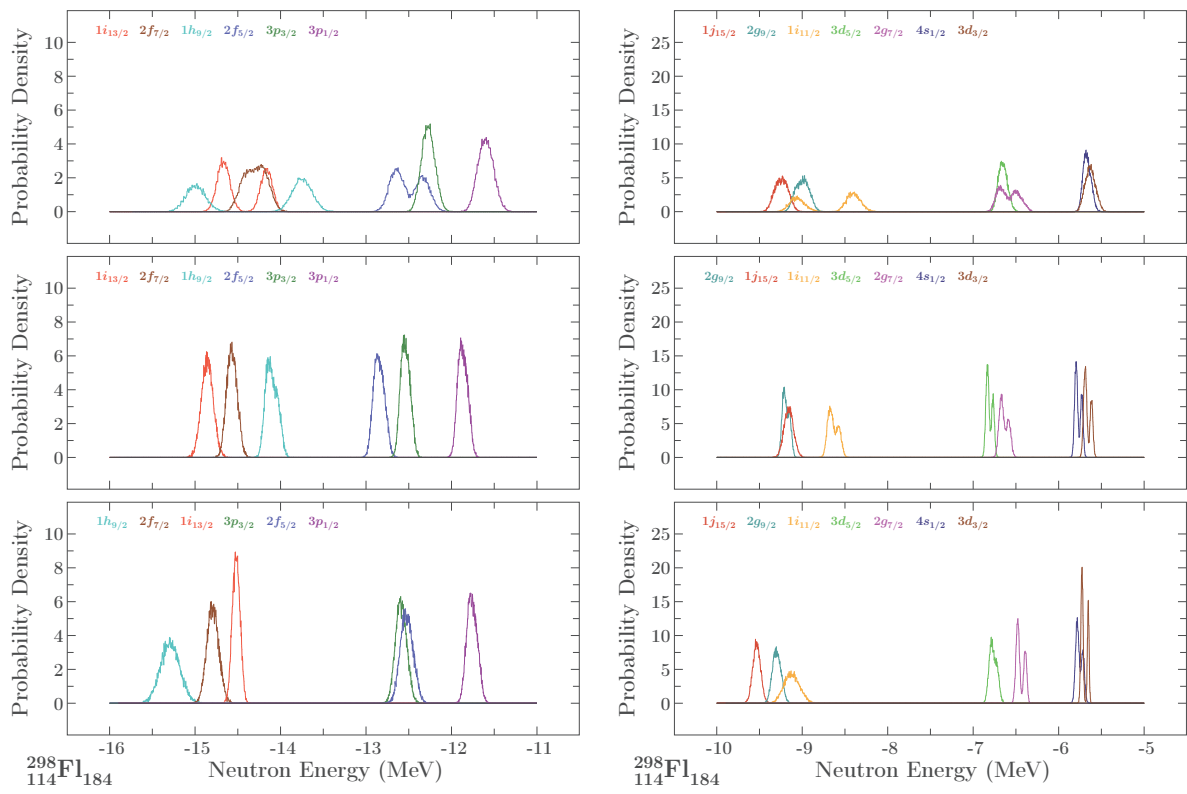 1i13/2 2f7/2 1h9/2 2f5/2 3p3/2 3p1/2
Probability Density
10
8
6
4
2
0
1j15/2 2g9/2 1i11/2 3d5/2 2g7/2 4s1/2 3d3/2
Probability Density
25
20
15
10
5
0
1i13/2 2f7/2 1h9/2 2f5/2 3p3/2 3p1/2
Probability Density
10
8
6
4
2
0
2g9/2 1j15/2 1i11/2 3d5/2 2g7/2 4s1/2 3d3/2
Probability Density
25
20
15
10
5
0
1h9/2 2f7/2 1i13/2 3p3/2 2f5/2 3p1/2
Probability Density
10
8
6
4
2
0
-16 -15 -14 -13 -12 -11
298 114Fl184 Neutron Energy (MeV)
1j15/2 2g9/2 1i11/2 3d5/2 2g7/2 4s1/2 3d3/2
Probability Density
25
20
15
10
5
0
-10 -9 -8 -7 -6 -5
298 114Fl184 Neutron Energy (MeV)